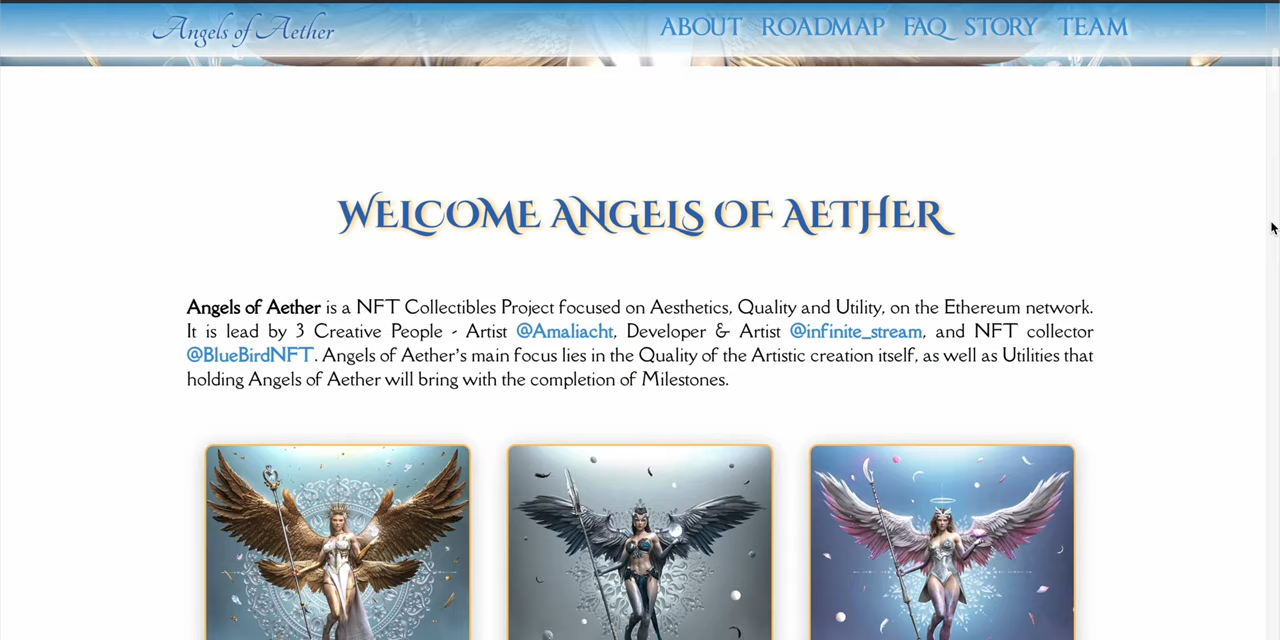 Angels of Aether
ABOUT ROADMAP FAQ STORY TEAM
WELCOME ANGELS OF AETHER
Angels of Aether is a NFT Collectibles Project focused on Aesthetics, Quality and Utility, on the Ethereum network.
It is lead by 3 Creative People - Artist @Amaliacht, Developer & Artist @infinite_stream, and NFT collector
@BlueBirdNFT. Angels of Aether's main focus lies in the Quality of the Artistic creation itself, as well as Utilities that
holding Angels of Aether will bring with the completion of Milestones.